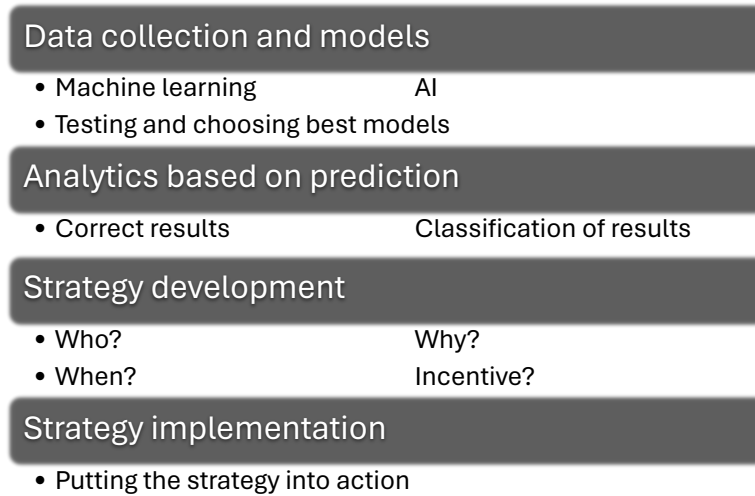 Data collection and models
• Machine learning AI
• Testing and choosing best models
Analytics based on prediction
• Correct results Classification of results
Strategy development
• Who? Why?
• When? Incentive?
Strategy implementation
• Putting the strategy into action